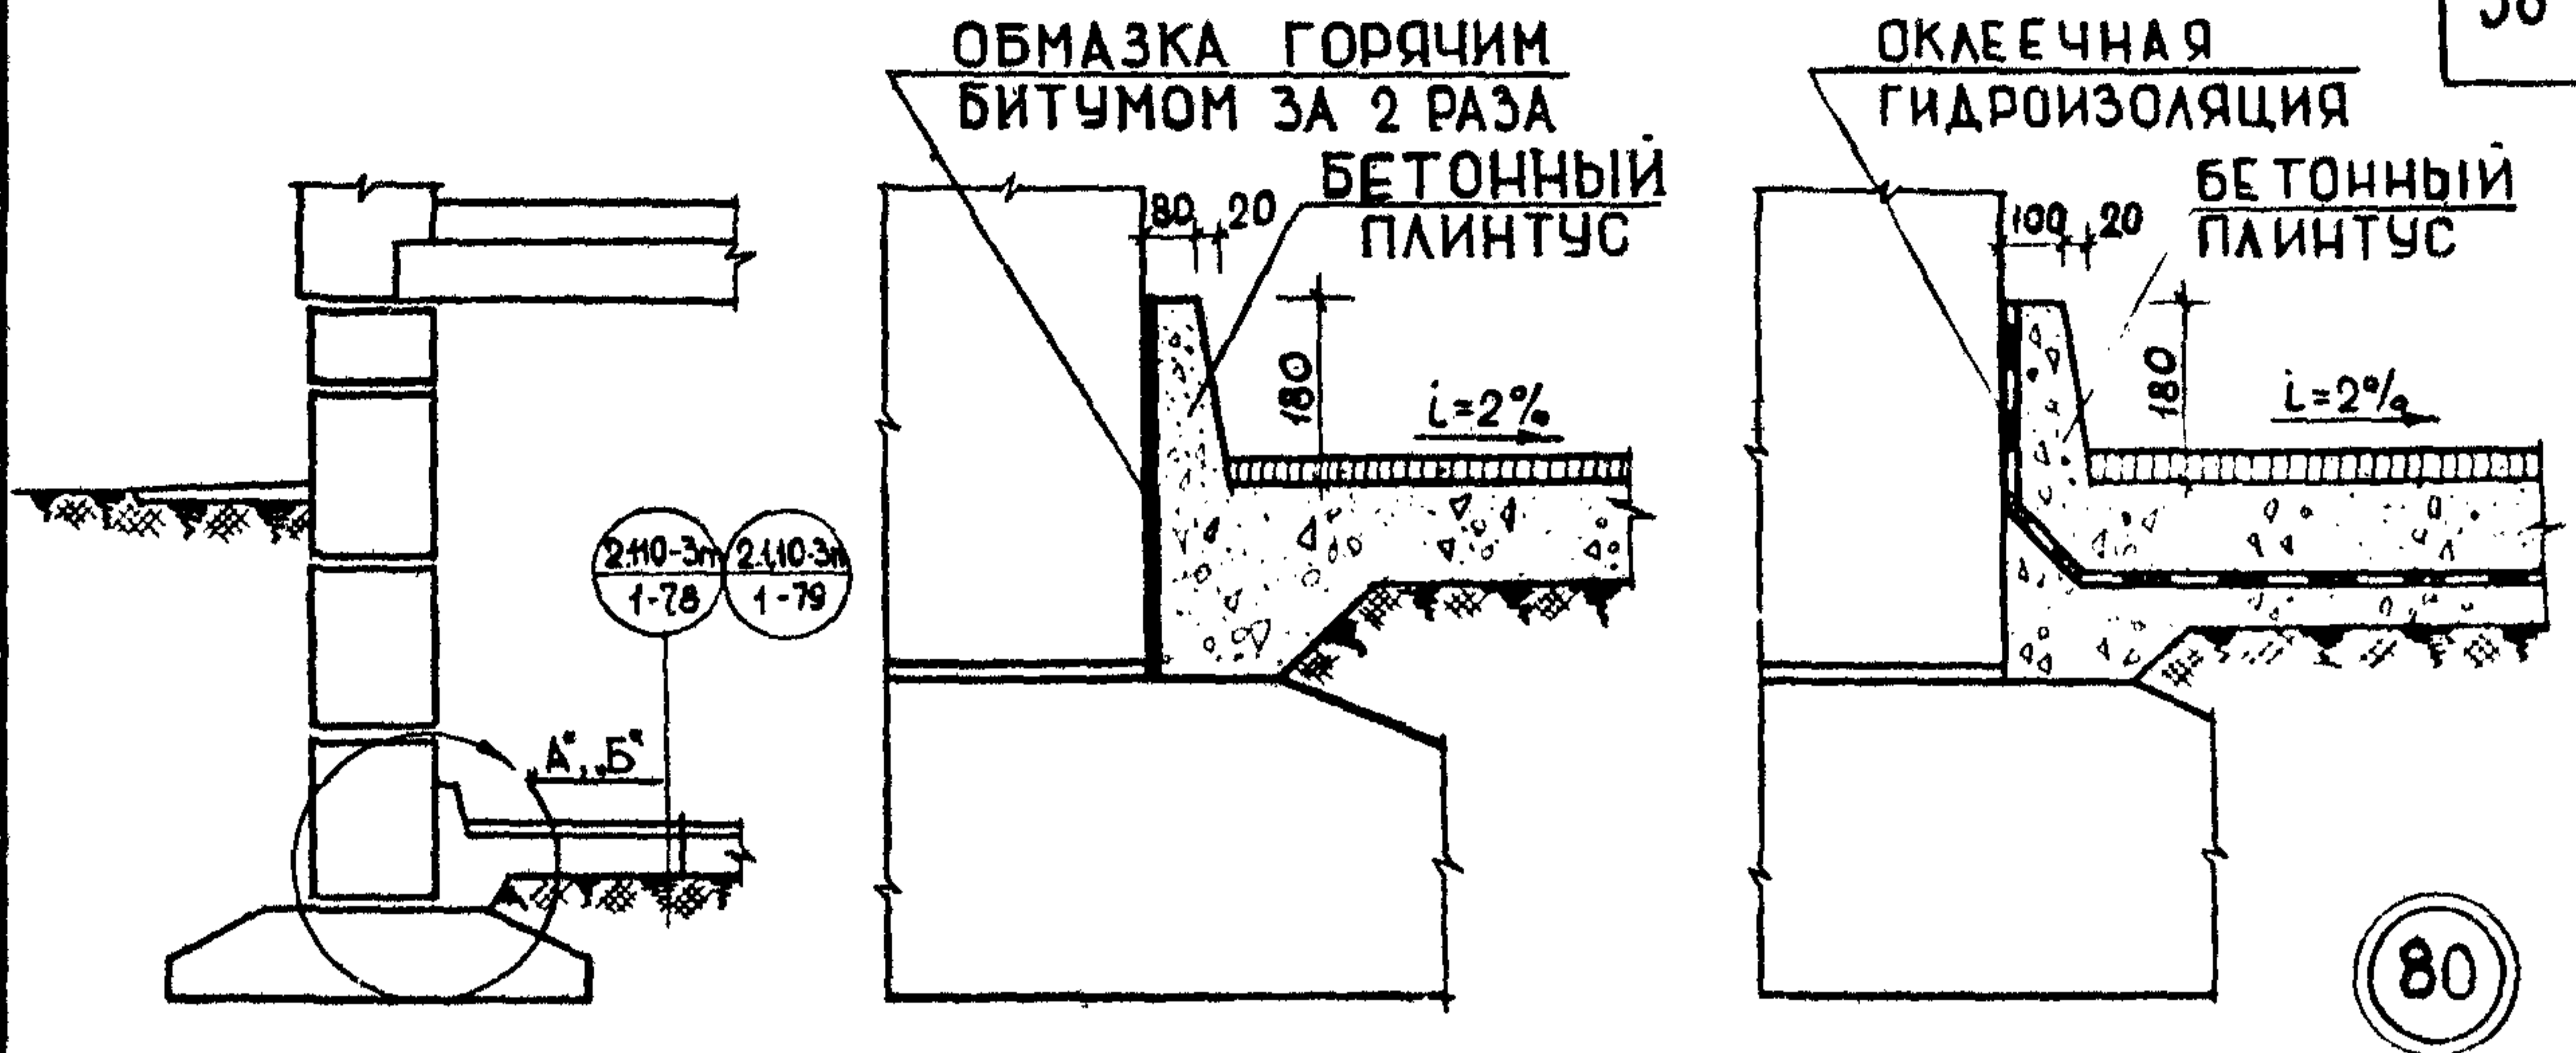 ОБМАЗКА ГОРЯЧИМ
БИТУМОМ ЗА 2 РАЗА
БЕТОННЫЙ
ПЛИНТУС
80 20
180
i=2%
ОКЛЕЕЧНАЯ
ГИДРОИЗОЛЯЦИЯ
БЕТОННЫЙ
ПЛИНТУС
100 20
180
i=2%
2.110-3п
1-78
2.110-3п
1-79
„А“, „Б“
80